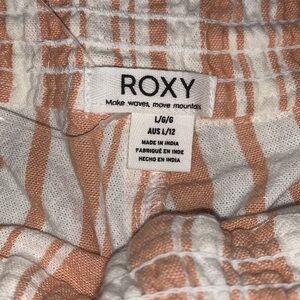 ROXY
Make waves, move mountains.
L/G/G
AUS L/12
MADE IN INDIA
FABRIQUÉ EN INDE
HECHO EN INDIA